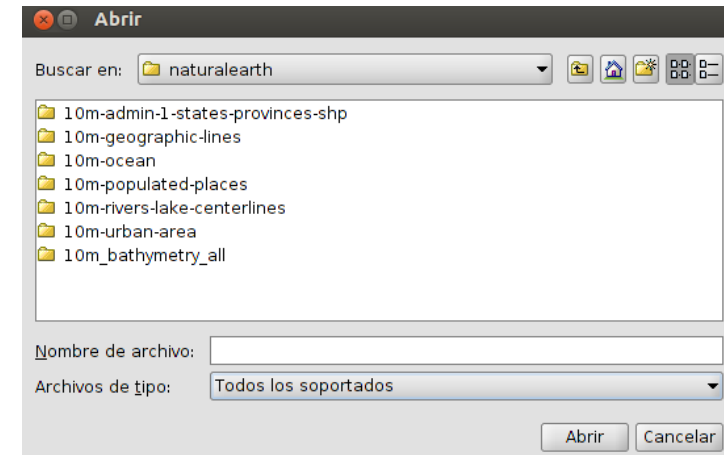 Abrir
Buscar en: naturalearth
10m-admin-1-states-provinces-shp
10m-geographic-lines
10m-ocean
10m-populated-places
10m-rivers-lake-centerlines
10m-urban-area
10m_bathymetry_all
Nombre de archivo:
Archivos de tipo: Todos los soportados
Abrir Cancelar